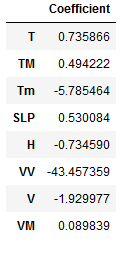 Coefficient
T 0.735866
TM 0.494222
Tm -5.785464
SLP 0.530084
H -0.734590
VV -43.457359
V -1.929977
VM 0.089839